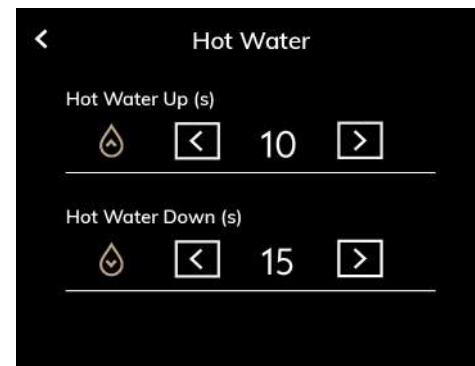 Hot Water
Hot Water Up (s)
10
Hot Water Down (s)
15